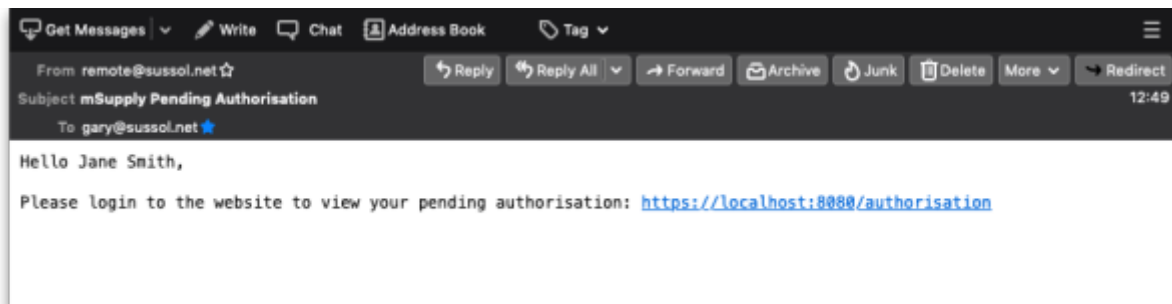 Get Messages Write Chat Address Book Tag
From remote@sussol.net Reply Reply All Forward Archive Junk Delete More Redirect
Subject mSupply Pending Authorisation 12:49
To gary@sussol.net
Hello Jane Smith,
Please login to the website to view your pending authorisation: https://localhost:8080/authorisation